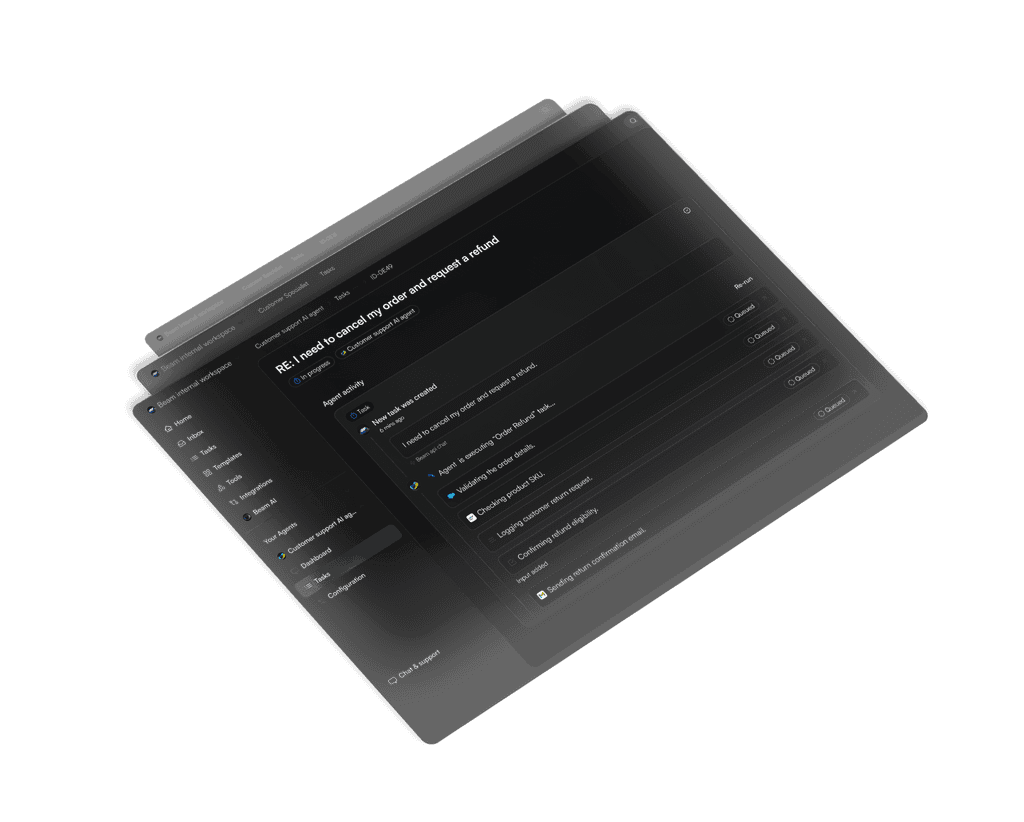 Beam internal workspace
Customer Specialist
Tasks
Beam internal workspace
Customer support AI agent
Tasks
ID-DE49
Home
Inbox
Tasks
Templates
Tools
Integrations
Beam AI
Your Agents
Customer support AI ag...
Dashboard
Tasks
Configuration
Chat & support
RE: I need to cancel my order and request a refund
In progress
Customer support AI agent
Agent activity
Re-run
Task
New task was created
6 mins ago
I need to cancel my order and request a refund.
Beam api chat
Agent is executing "Order Refund" task...
Validating the order details.
Queued
Checking product SKU.
Queued
Logging customer return request.
Queued
Confirming refund eligibility.
Queued
Input added
Sending return confirmation email.
Queued